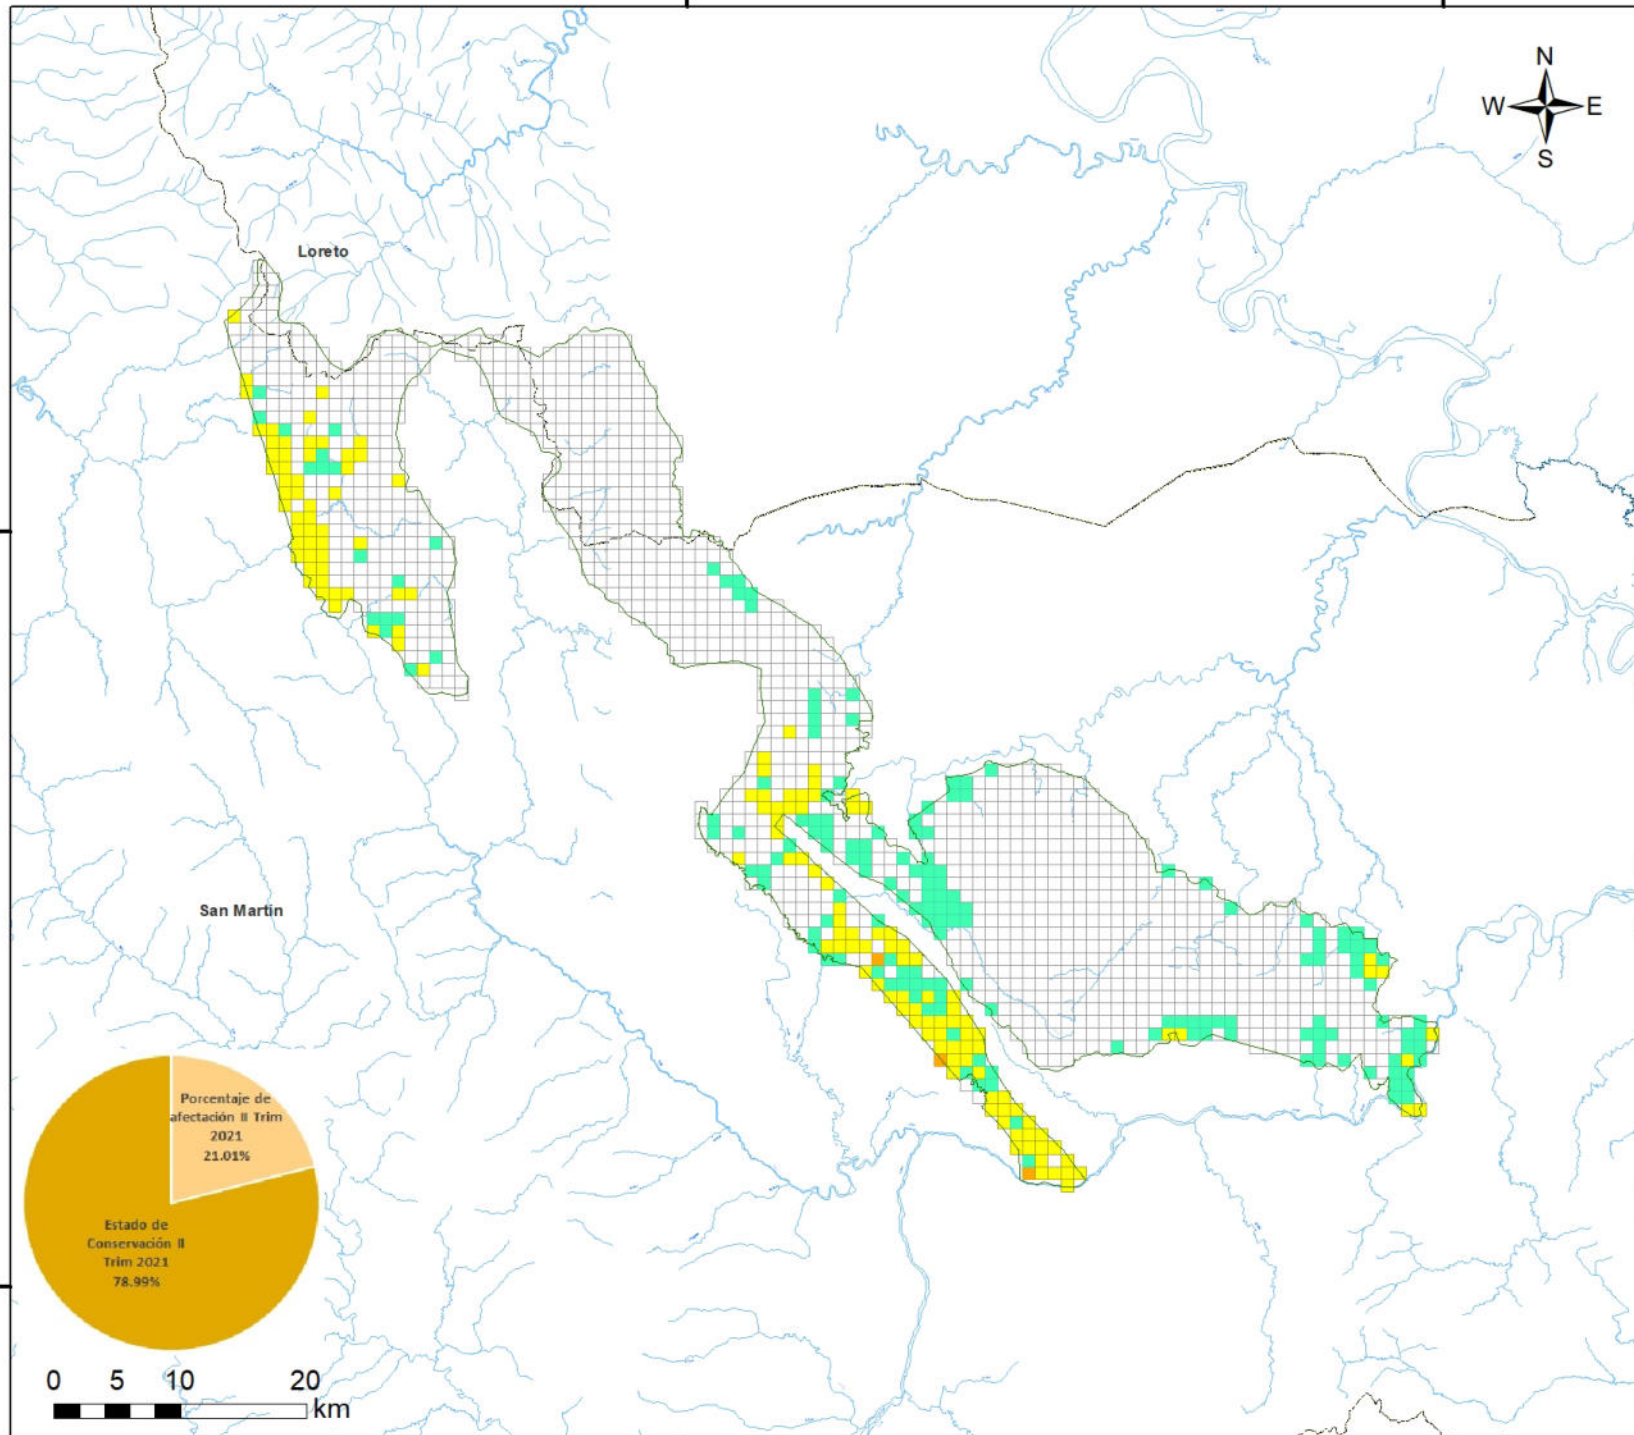 N
W E
S
Loreto
San Martín
Porcentaje de
afectación II Trim
2021
21.01%
Estado de
Conservación II
Trim 2021
78.99%
0 5 10 20
km